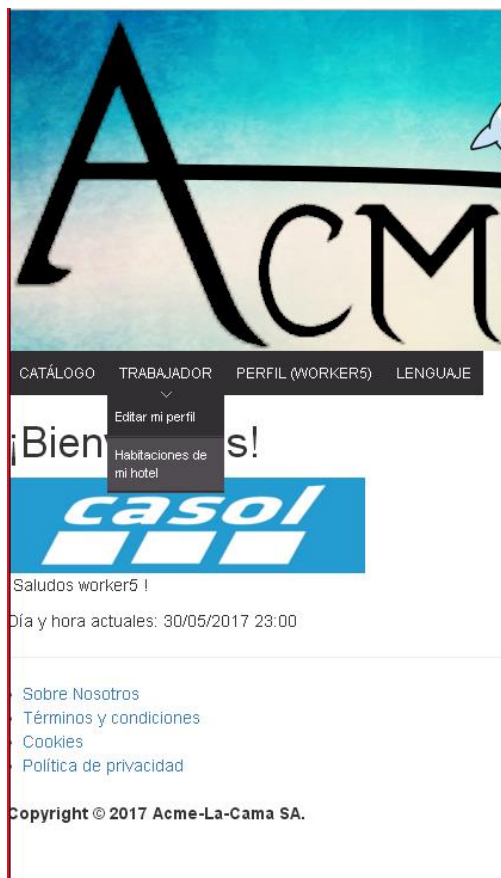 ACM
CATÁLOGO TRABAJADOR PERFIL (WORKER5) LENGUAJE
Editar mi perfil
Habitaciones de
mi hotel
casol
Saludos worker5 !
Día y hora actuales: 30/05/2017 23:00
Sobre Nosotros
Términos y condiciones
Cookies
Política de privacidad
Copyright © 2017 Acme-La-Cama SA.